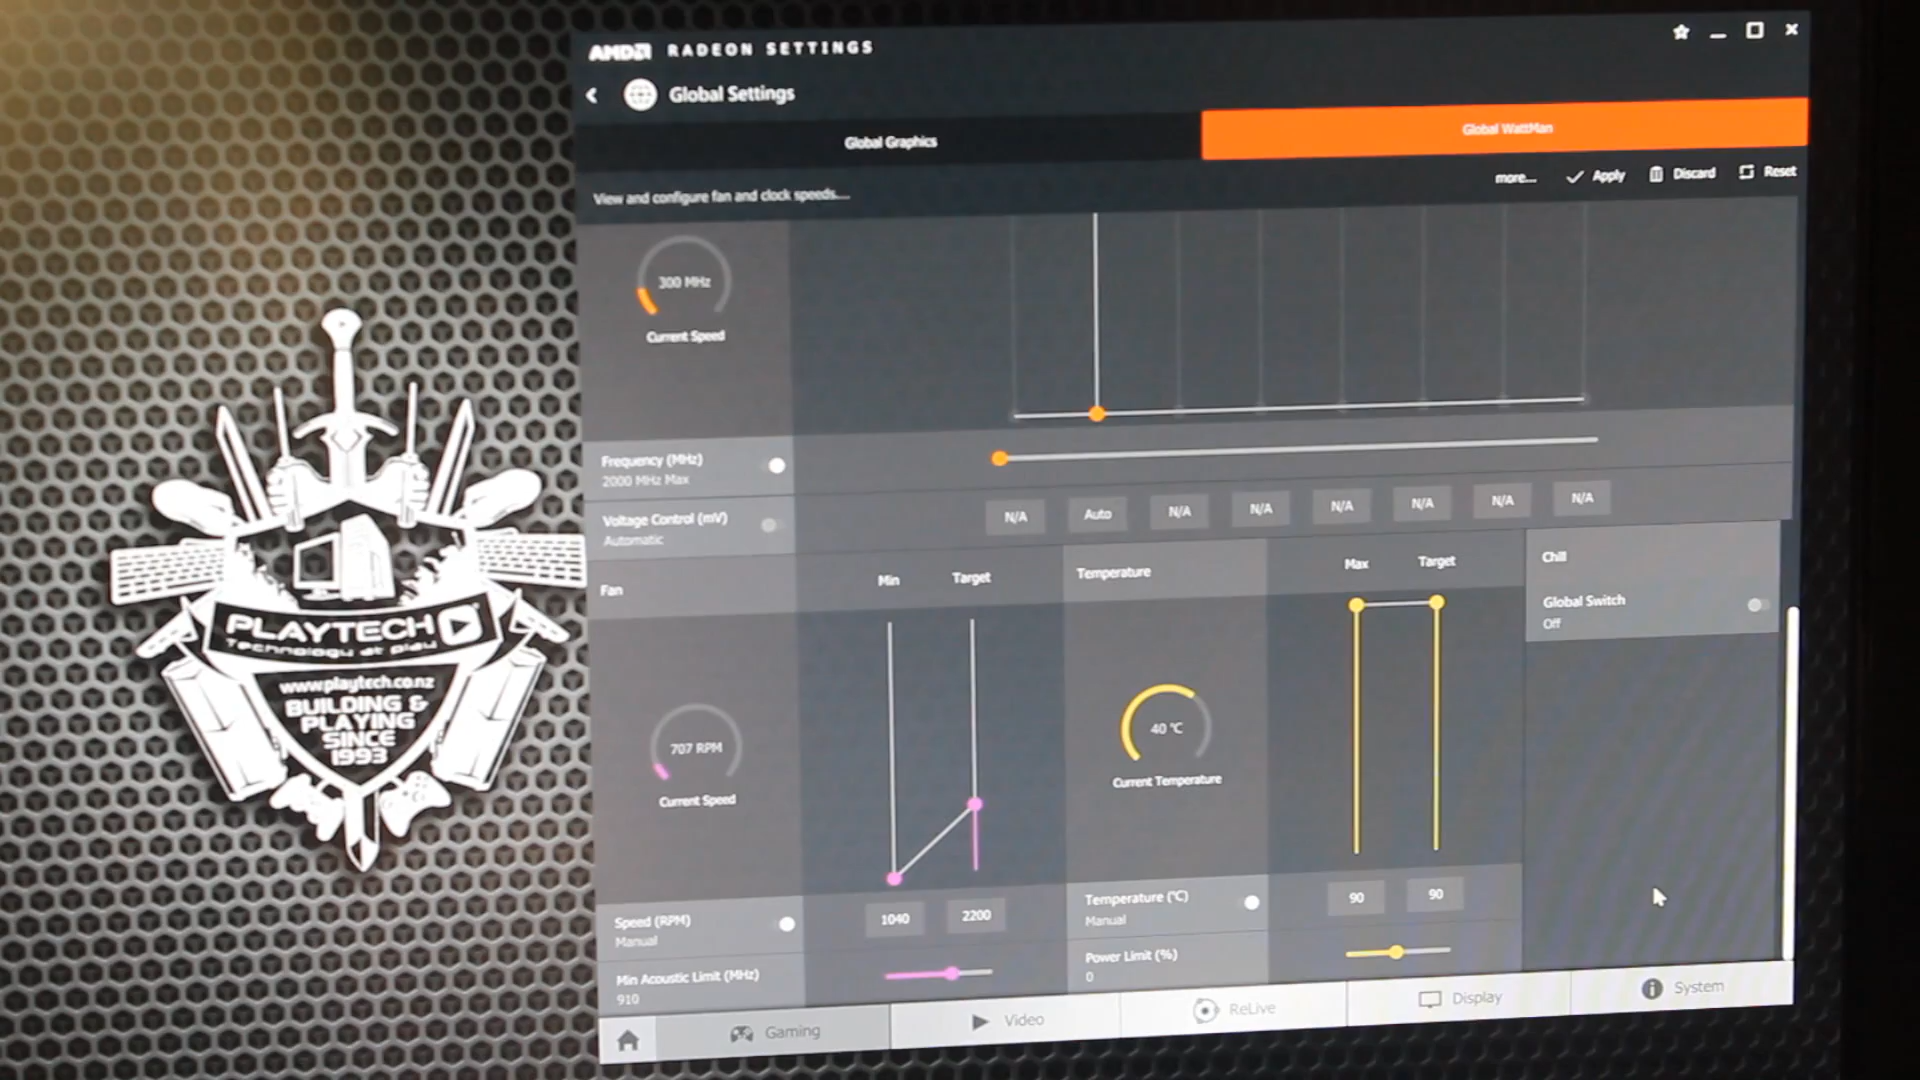 AMD RADEON SETTINGS
Global Settings
Global Graphics
Global WattMan
View and configure fan and clock speeds....
more...
Apply
Discard
Reset
300 MHz
Current Speed
Frequency (MHz)
2000 MHz Max
Voltage Control (mV)
Automatic
N/A
Auto
N/A
N/A
N/A
N/A
N/A
N/A
Fan
Min
Target
707 RPM
Current Speed
Speed (RPM)
Manual
1040
2200
Min Acoustic Limit (MHz)
910
Temperature
Max
Target
40 °C
Current Temperature
Temperature (°C)
Manual
90
90
Power Limit (%)
0
Chill
Global Switch
Off
Gaming
Video
ReLive
Display
System
PLAYTECH
Technology at play
www.playtech.co.nz
BUILDING &
PLAYING
SINCE
1993